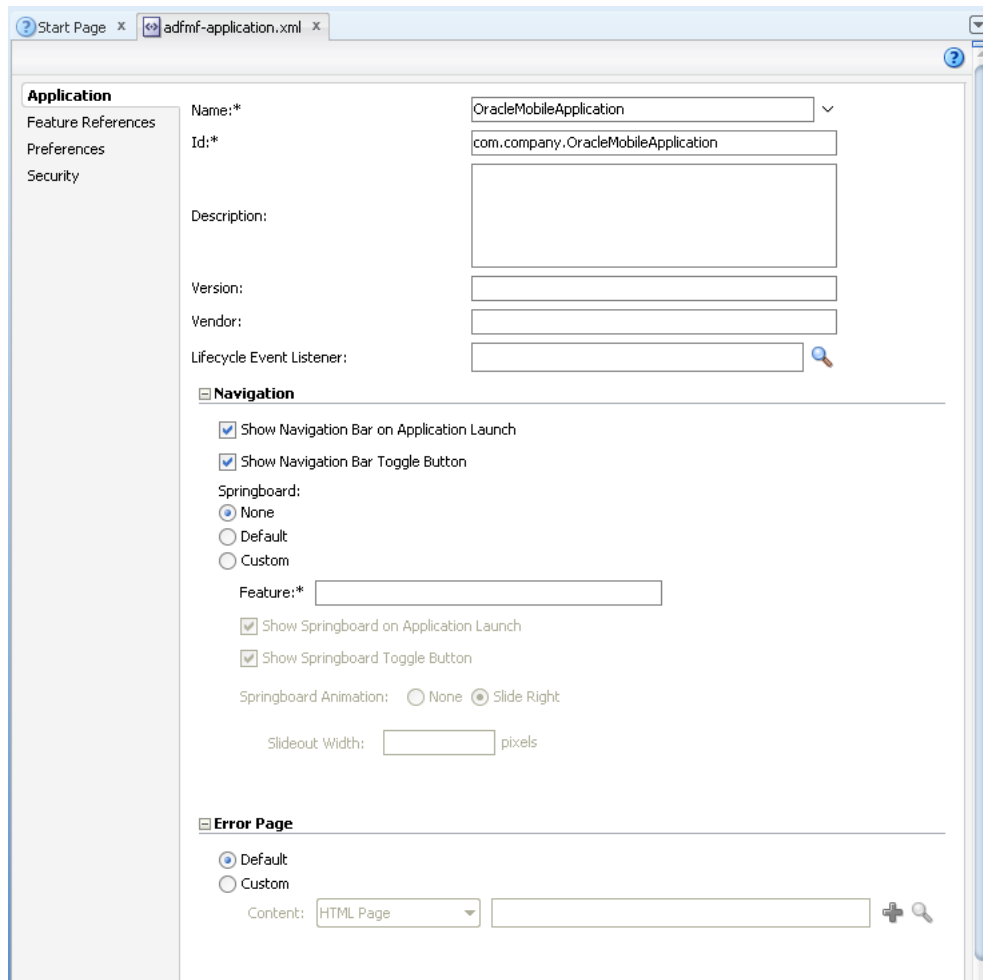 Start Page x adfmf-application.xml x
Application
Feature References
Preferences
Security
Name:* OracleMobileApplication
Id:* com.company.OracleMobileApplication
Description:
Version:
Vendor:
Lifecycle Event Listener:
Navigation
Show Navigation Bar on Application Launch
Show Navigation Bar Toggle Button
Springboard:
None
Default
Custom
Feature:*
Show Springboard on Application Launch
Show Springboard Toggle Button
Springboard Animation: None Slide Right
Slideout Width: pixels
Error Page
Default
Custom
Content: HTML Page